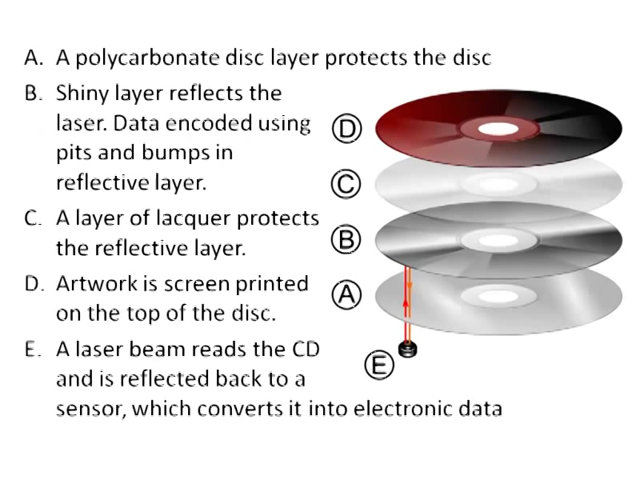 A. A polycarbonate disc layer protects the disc
B. Shiny layer reflects the
laser. Data encoded using
pits and bumps in
reflective layer.
C. A layer of lacquer protects
the reflective layer.
D. Artwork is screen printed
on the top of the disc.
E. A laser beam reads the CD
and is reflected back to a
sensor, which converts it into electronic data
D
C
B
A
E